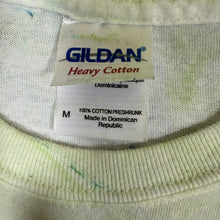 GILDAN
Heavy Cotton
Dominicaine
M
100% COTTON PRESHRUNK
Made in Dominican
Republic